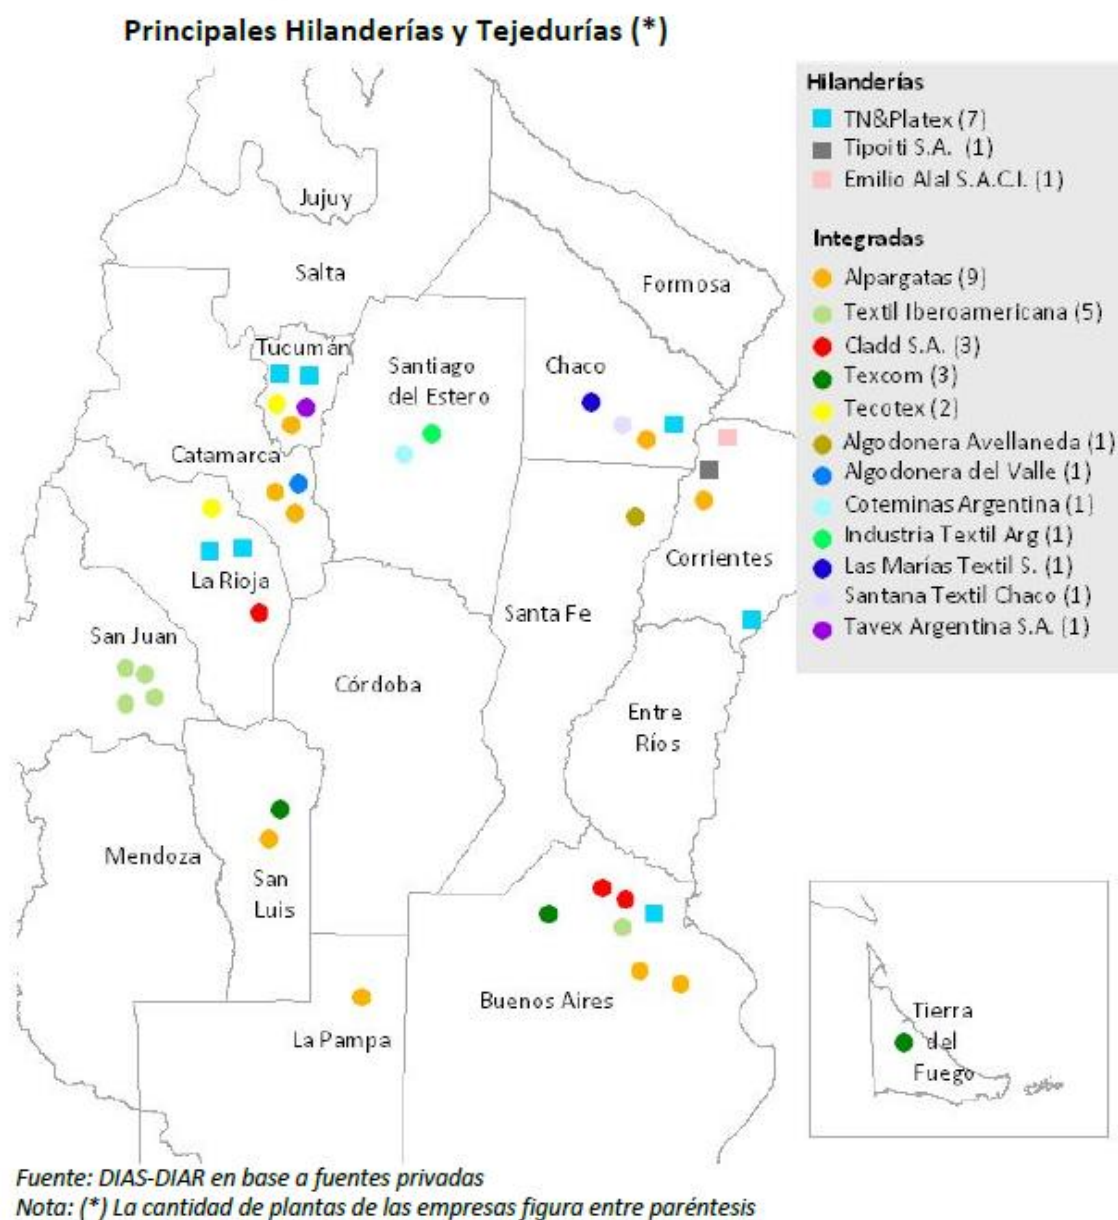 Principales Hilanderías y Tejedurías (*)
Hilanderías
TN&Platex (7)
Tipoiti S.A. (1)
Emilio Alal S.A.C.I. (1)
Integradas
Alpargatas (9)
Textil Iberoamericana (5)
Cladd S.A. (3)
Texcom (3)
Tecotex (2)
Algodonera Avellaneda (1)
Algodonera del Valle (1)
Coteminas Argentina (1)
Industria Textil Arg (1)
Las Marías Textil S. (1)
Santana Textil Chaco (1)
Tavex Argentina S.A. (1)
Jujuy
Salta
Formosa
Tucumán
Santiago
del Estero
Chaco
Catamarca
Corrientes
La Rioja
Santa Fe
San Juan
Córdoba
Entre
Ríos
Mendoza
San
Luis
Buenos Aires
La Pampa
Tierra
del
Fuego
Fuente: DIAS-DIAR en base a fuentes privadas
Nota: (*) La cantidad de plantas de las empresas figura entre paréntesis